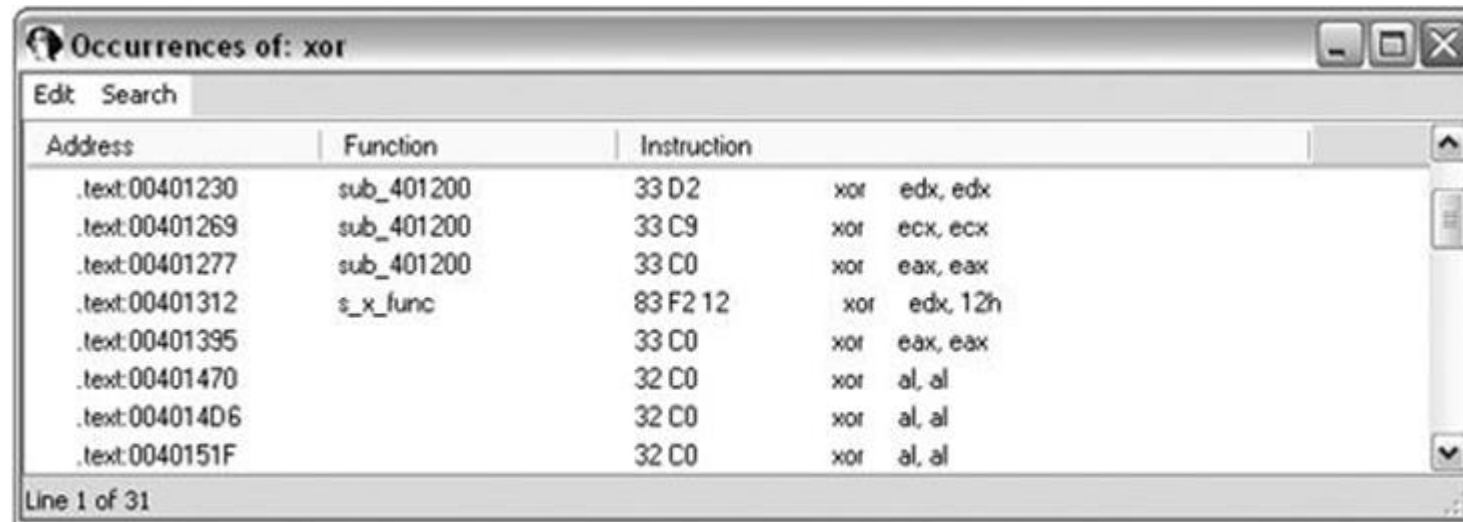 Occurrences of: xor
Edit Search
Address Function Instruction
.text:00401230 sub_401200 33 D2 xor edx, edx
.text:00401269 sub_401200 33 C9 xor ecx, ecx
.text:00401277 sub_401200 33 C0 xor eax, eax
.text:00401312 s_x_func 83 F2 12 xor edx, 12h
.text:00401395 33 C0 xor eax, eax
.text:00401470 32 C0 xor al, al
.text:004014D6 32 C0 xor al, al
.text:0040151F 32 C0 xor al, al
Line 1 of 31